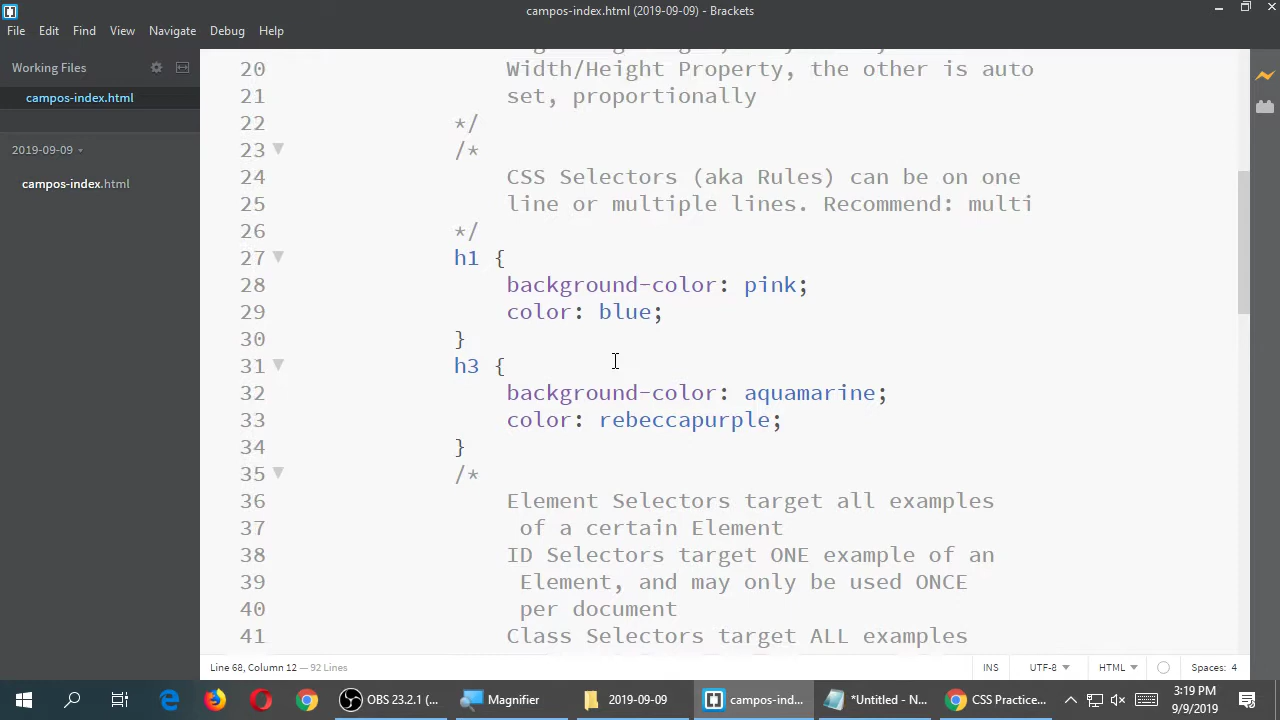 campos-index.html (2019-09-09) - Brackets
File Edit Find View Navigate Debug Help
Working Files
campos-index.html
2019-09-09
campos-index.html
20 Width/Height Property, the other is auto
21 set, proportionally
22 */
23 /*
24 CSS Selectors (aka Rules) can be on one
25 line or multiple lines. Recommend: multi
26 */
27 h1 {
28 background-color: pink;
29 color: blue;
30 }
31 h3 {
32 background-color: aquamarine;
33 color: rebeccapurple;
34 }
35 /*
36 Element Selectors target all examples
37 of a certain Element
38 ID Selectors target ONE example of an
39 Element, and may only be used ONCE
40 per document
41 Class Selectors target ALL examples
Line 68, Column 12 — 92 Lines
INS UTF-8 HTML Spaces: 4
OBS 23.2.1 (... Magnifier 2019-09-09 campos-ind... *Untitled - N... CSS Practice...
3:19 PM
9/9/2019